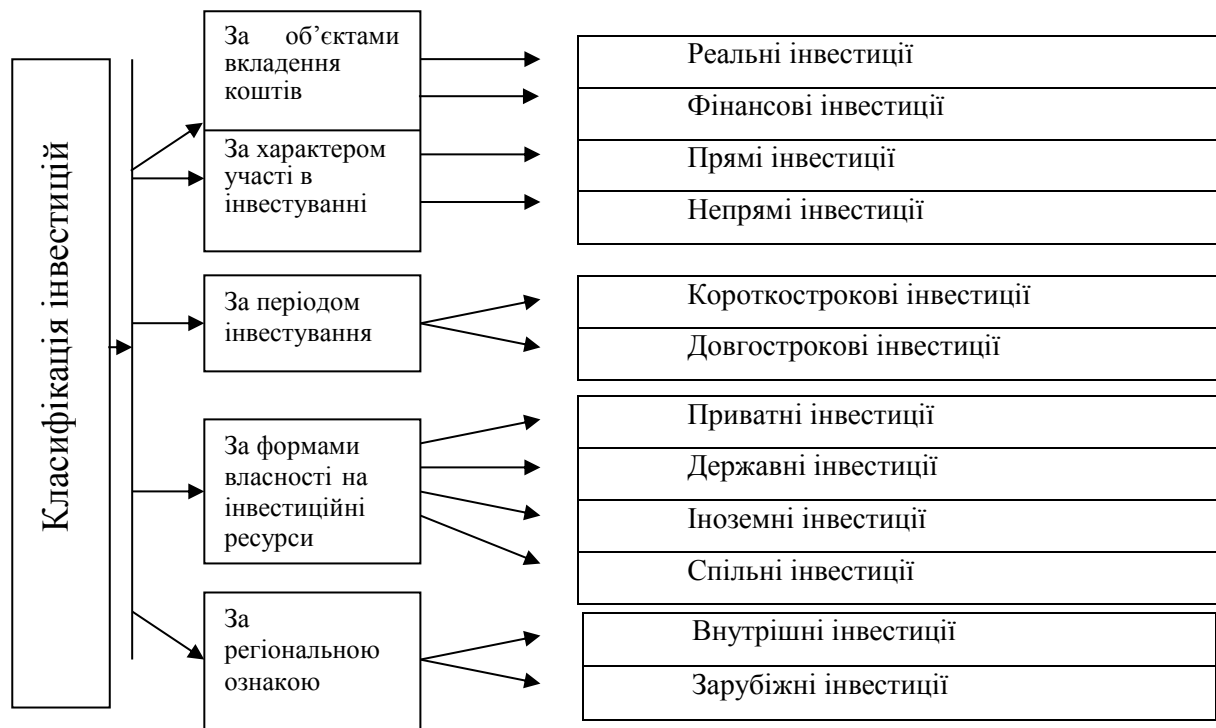 Класифікація інвестицій
За об’єктами
вкладення
коштів
Реальні інвестиції
Фінансові інвестиції
За характером
участі в
інвестуванні
Прямі інвестиції
Непрямі інвестиції
За періодом
інвестування
Короткострокові інвестиції
Довгострокові інвестиції
За формами
власності на
інвестиційні
ресурси
Приватні інвестиції
Державні інвестиції
Іноземні інвестиції
Спільні інвестиції
За
регіональною
ознакою
Внутрішні інвестиції
Зарубіжні інвестиції